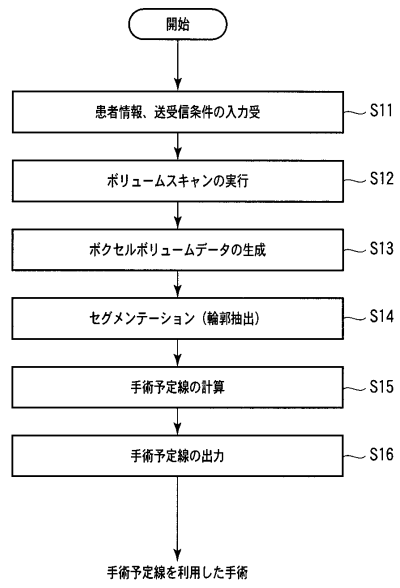 開始
患者情報、送受信条件の入力受
S11
ボリュームスキャンの実行
S12
ボクセルボリュームデータの生成
S13
セグメンテーション（輪郭抽出）
S14
手術予定線の計算
S15
手術予定線の出力
S16
手術予定線を利用した手術